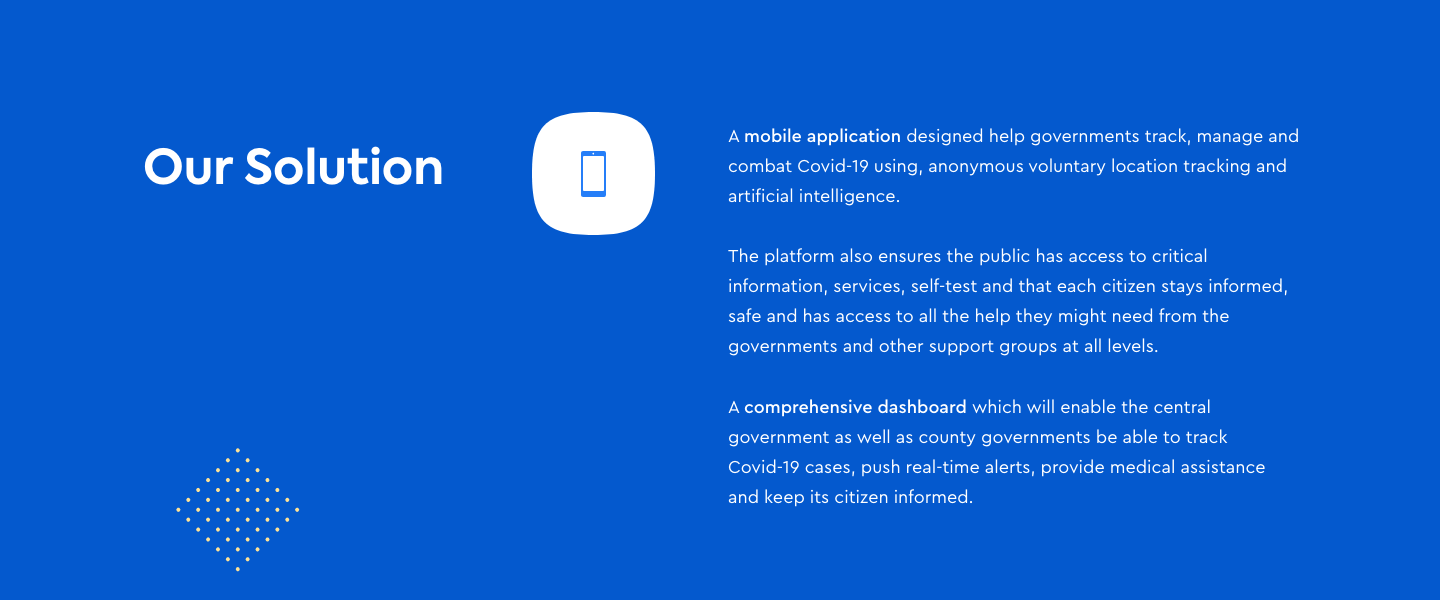 Our Solution
A mobile application designed help governments track, manage and
combat Covid-19 using, anonymous voluntary location tracking and
artificial intelligence.
The platform also ensures the public has access to critical
information, services, self-test and that each citizen stays informed,
safe and has access to all the help they might need from the
governments and other support groups at all levels.
A comprehensive dashboard which will enable the central
government as well as county governments be able to track
Covid-19 cases, push real-time alerts, provide medical assistance
and keep its citizen informed.